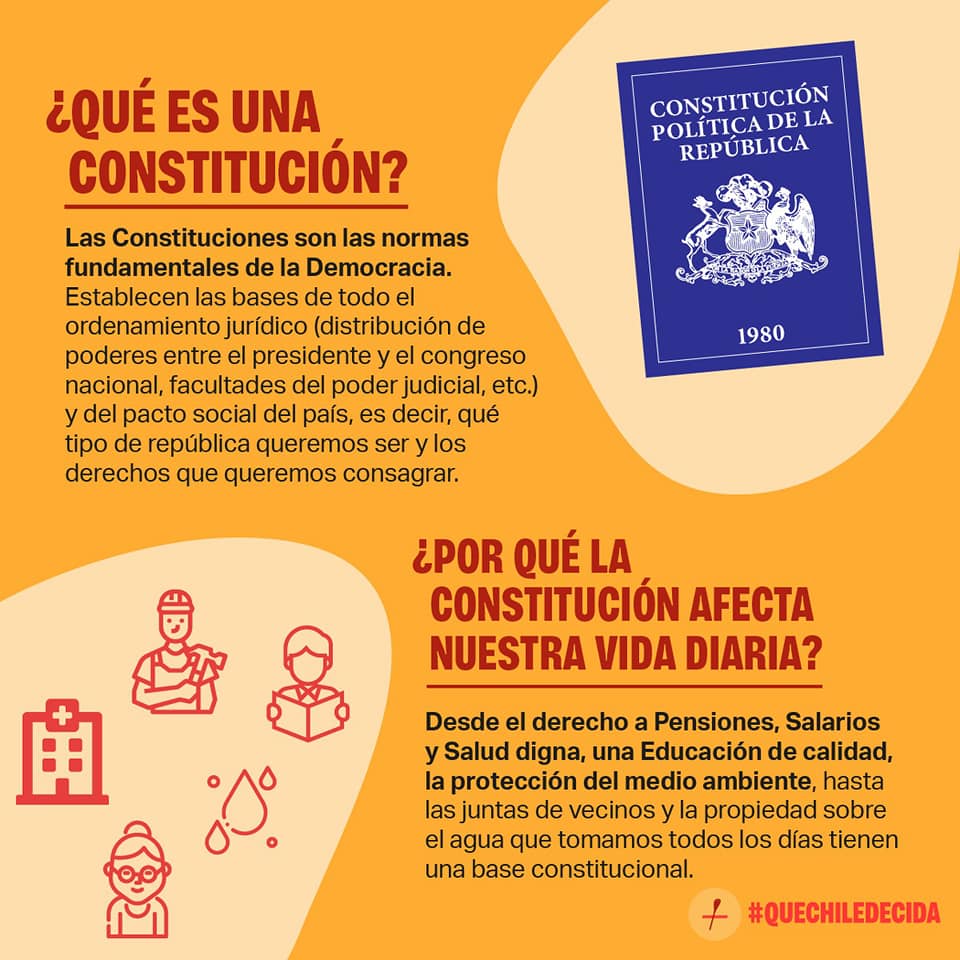 ¿QUÉ ES UNA
CONSTITUCIÓN?
Las Constituciones son las normas
fundamentales de la Democracia.
Establecen las bases de todo el
ordenamiento jurídico (distribución de
poderes entre el presidente y el congreso
nacional, facultades del poder judicial, etc.)
y del pacto social del país, es decir, qué
tipo de república queremos ser y los
derechos que queremos consagrar.
CONSTITUCIÓN
POLÍTICA DE LA
REPÚBLICA
1980
¿POR QUÉ LA
CONSTITUCIÓN AFECTA
NUESTRA VIDA DIARIA?
Desde el derecho a Pensiones, Salarios
y Salud digna, una Educación de calidad,
la protección del medio ambiente, hasta
las juntas de vecinos y la propiedad sobre
el agua que tomamos todos los días tienen
una base constitucional.
#QUECHILEDECIDA